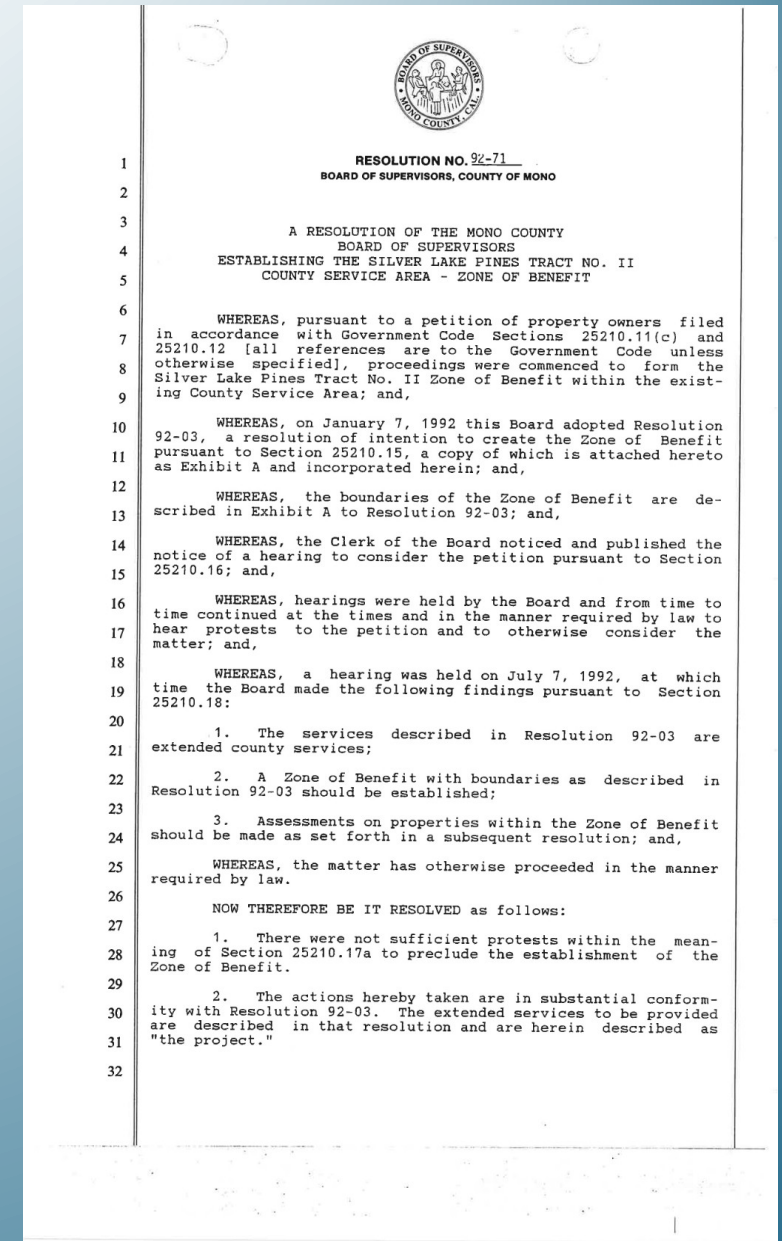 BOARD OF SUPERVISORS
MONO COUNTY, CAL.
RESOLUTION NO. 92-71
BOARD OF SUPERVISORS, COUNTY OF MONO
A RESOLUTION OF THE MONO COUNTY
BOARD OF SUPERVISORS
ESTABLISHING THE SILVER LAKE PINES TRACT NO. II
COUNTY SERVICE AREA - ZONE OF BENEFIT
WHEREAS, pursuant to a petition of property owners filed
in accordance with Government Code Sections 25210.11(c) and
25210.12 [all references are to the Government Code unless
otherwise specified], proceedings were commenced to form the
Silver Lake Pines Tract No. II Zone of Benefit within the exist-
ing County Service Area; and,
WHEREAS, on January 7, 1992 this Board adopted Resolution
92-03, a resolution of intention to create the Zone of Benefit
pursuant to Section 25210.15, a copy of which is attached hereto
as Exhibit A and incorporated herein; and,
WHEREAS, the boundaries of the Zone of Benefit are de-
scribed in Exhibit A to Resolution 92-03; and,
WHEREAS, the Clerk of the Board noticed and published the
notice of a hearing to consider the petition pursuant to Section
25210.16; and,
WHEREAS, hearings were held by the Board and from time to
time continued at the times and in the manner required by law to
hear protests to the petition and to otherwise consider the
matter; and,
WHEREAS, a hearing was held on July 7, 1992, at which
time the Board made the following findings pursuant to Section
25210.18:
1. The services described in Resolution 92-03 are
extended county services;
2. A Zone of Benefit with boundaries as described in
Resolution 92-03 should be established;
3. Assessments on properties within the Zone of Benefit
should be made as set forth in a subsequent resolution; and,
WHEREAS, the matter has otherwise proceeded in the manner
required by law.
NOW THEREFORE BE IT RESOLVED as follows:
1. There were not sufficient protests within the mean-
ing of Section 25210.17a to preclude the establishment of the
Zone of Benefit.
2. The actions hereby taken are in substantial conform-
ity with Resolution 92-03. The extended services to be provided
are described in that resolution and are herein described as
"the project."
1
2
3
4
5
6
7
8
9
10
11
12
13
14
15
16
17
18
19
20
21
22
23
24
25
26
27
28
29
30
31
32